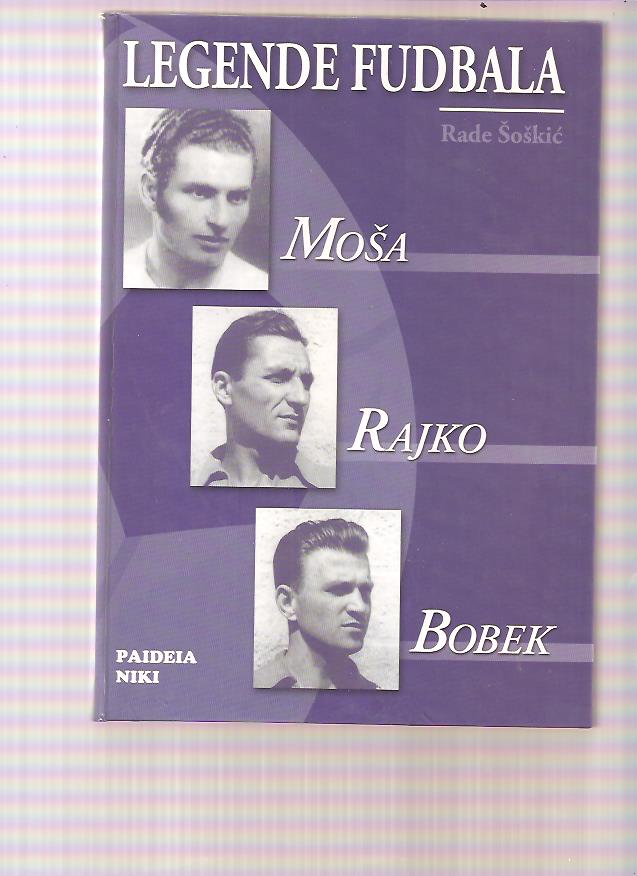 LEGENDE FUDBALA
Rade Šoškić
MOŠA
RAJKO
BOBEK
PAIDEIA
NIKI